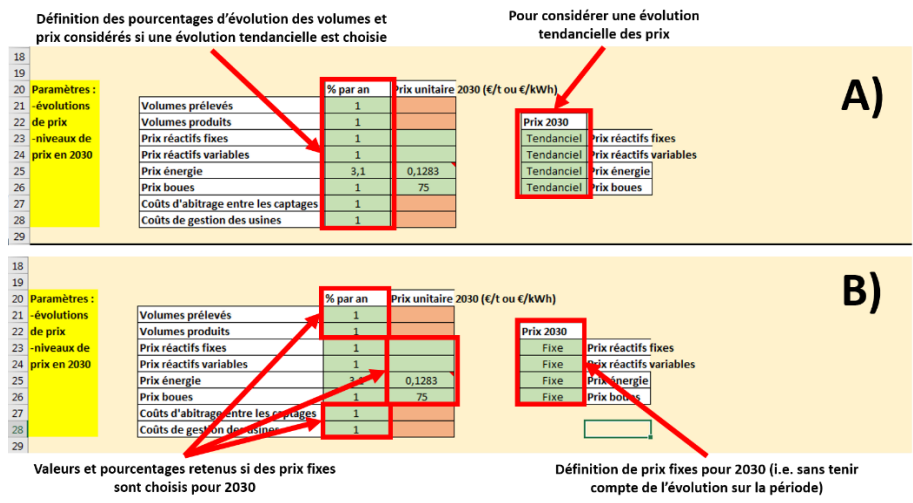 Définition des pourcentages d'évolution des volumes et
prix considérés si une évolution tendancielle est choisie
Pour considérer une évolution
tendancielle des prix
A)
18
19
20 Paramètres : % par an Prix unitaire 2030 (€/t ou €/kWh)
21 -évolutions Volumes prélevés 1
22 de prix Volumes produits 1 Prix 2030
23 -niveaux de Prix réactifs fixes 1 Tendanciel Prix réactifs fixes
24 prix en 2030 Prix réactifs variables 1 Tendanciel Prix réactifs variables
25 Prix énergie 3,1 0,1283 Tendanciel Prix énergie
26 Prix boues 1 75 Tendanciel Prix boues
27 Coûts d'abitrage entre les captages 1
28 Coûts de gestion des usines 1
29
B)
18
19
20 Paramètres : % par an Prix unitaire 2030 (€/t ou €/kWh)
21 -évolutions Volumes prélevés 1
22 de prix Volumes produits 1 Prix 2030
23 -niveaux de Prix réactifs fixes 1 Fixe Prix réactifs fixes
24 prix en 2030 Prix réactifs variables 1 Fixe Prix réactifs variables
25 Prix énergie 0,1283 Fixe Prix énergie
26 Prix boues 1 75 Fixe Prix boues
27 Coûts d'abitrage entre les captages 1
28 Coûts de gestion des usines 1
29
Valeurs et pourcentages retenus si des prix fixes
sont choisis pour 2030
Définition de prix fixes pour 2030 (i.e. sans tenir
compte de l'évolution sur la période)